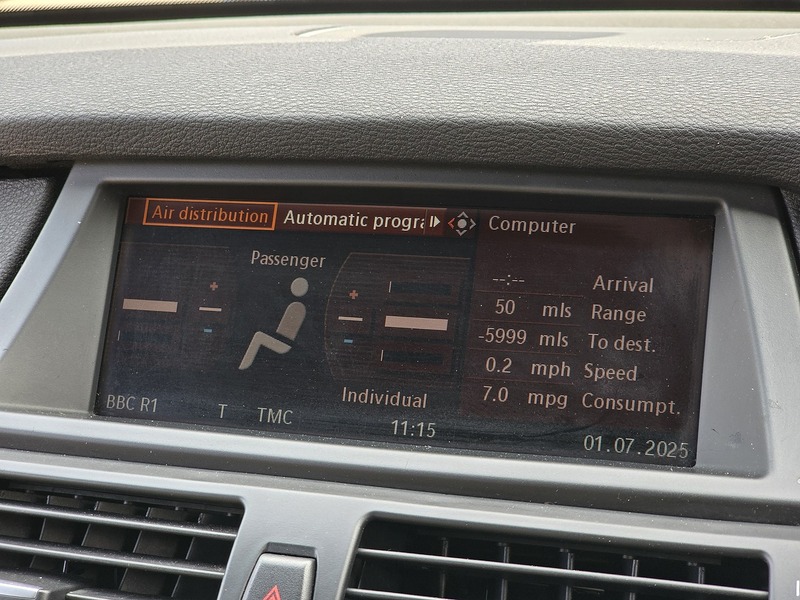 Air distribution Automatic progra Computer
Passenger
--:-- Arrival
50 mls Range
-5999 mls To dest.
0.2 mph Speed
7.0 mpg Consumpt.
Individual
BBC R1 T TMC
11:15
01.07.2025